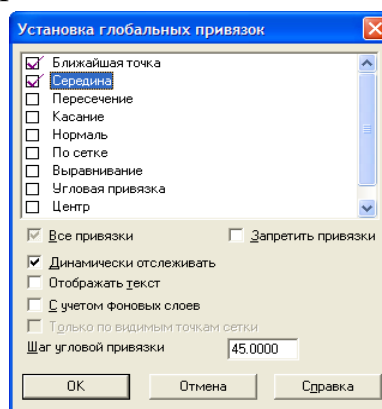 Установка глобальных привязок
Ближайшая точка
Середина
Пересечение
Касание
Нормаль
По сетке
Выравнивание
Угловая привязка
Центр
Все привязки Запретить привязки
Динамически отслеживать
Отображать текст
С учетом фоновых слоев
Только по видимым точкам сетки
Шаг угловой привязки 45.0000
OK Отмена Справка